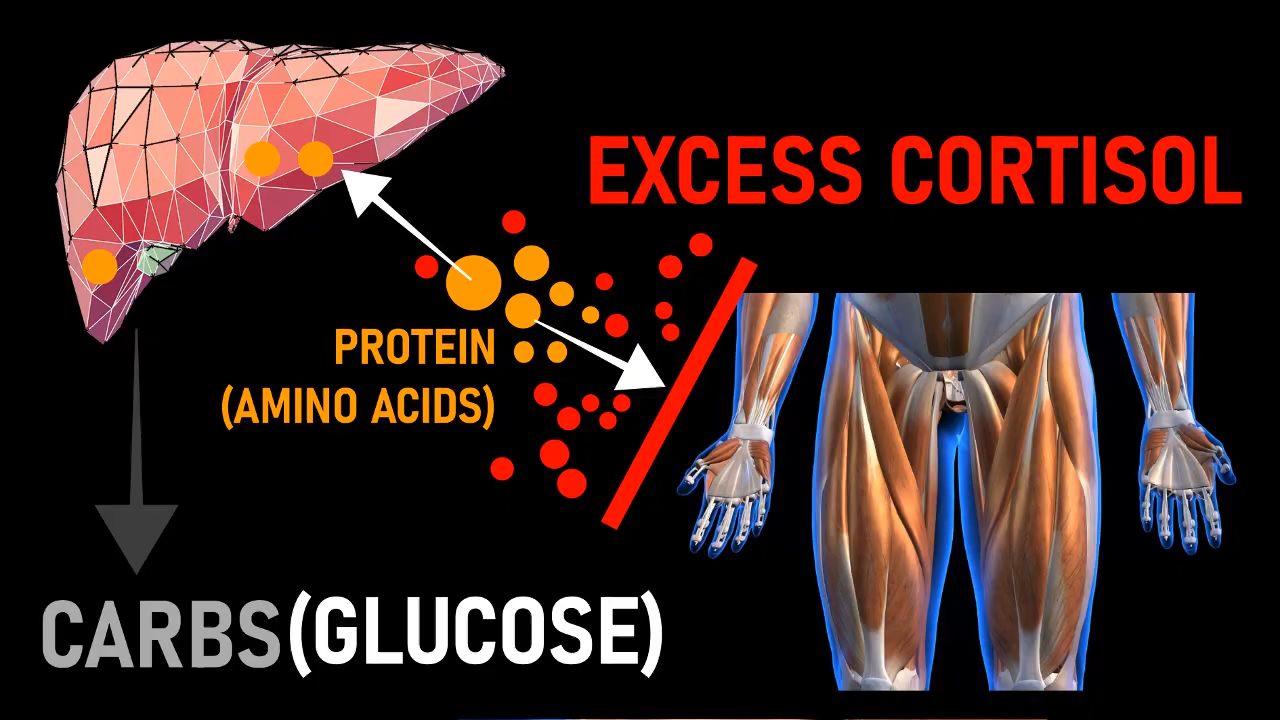 EXCESS CORTISOL
PROTEIN
(AMINO ACIDS)
CARBS(GLUCOSE)